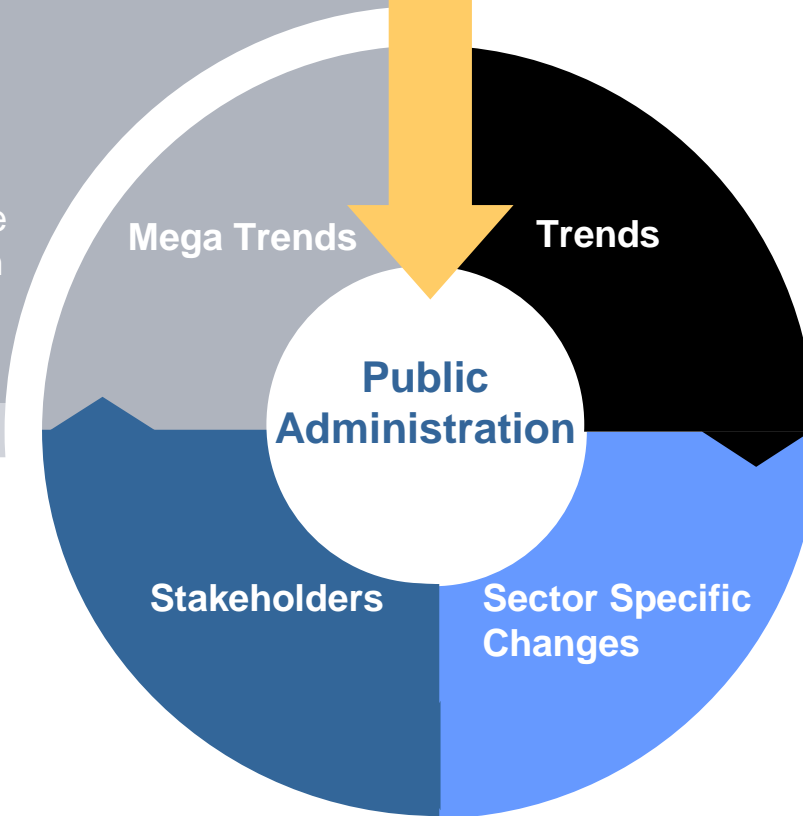 Mega Trends
Trends
Public
Administration
Stakeholders
Sector Specific
Changes